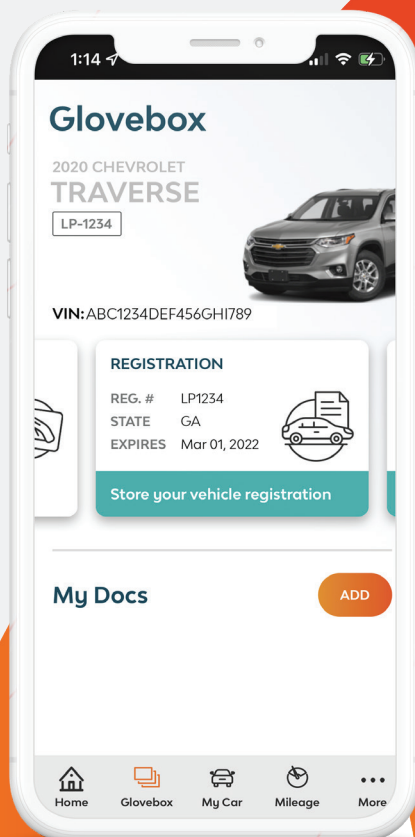 1:14
Glovebox
2020 CHEVROLET
TRAVERSE
LP-1234
VIN: ABC1234DEF456GHI789
REGISTRATION
REG. # LP1234
STATE GA
EXPIRES Mar 01, 2022
Store your vehicle registration
My Docs
ADD
Home Glovebox My Car Mileage More